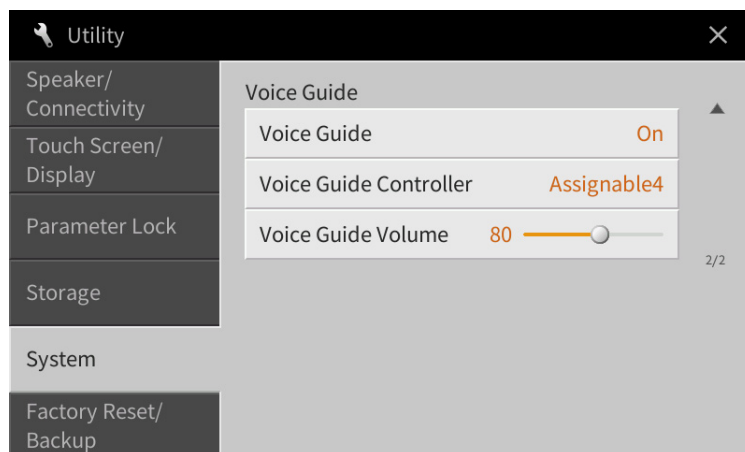 Utility
Speaker/
Connectivity
Touch Screen/
Display
Parameter Lock
Storage
System
Factory Reset/
Backup
Voice Guide
Voice Guide On
Voice Guide Controller Assignable4
Voice Guide Volume 80
2/2